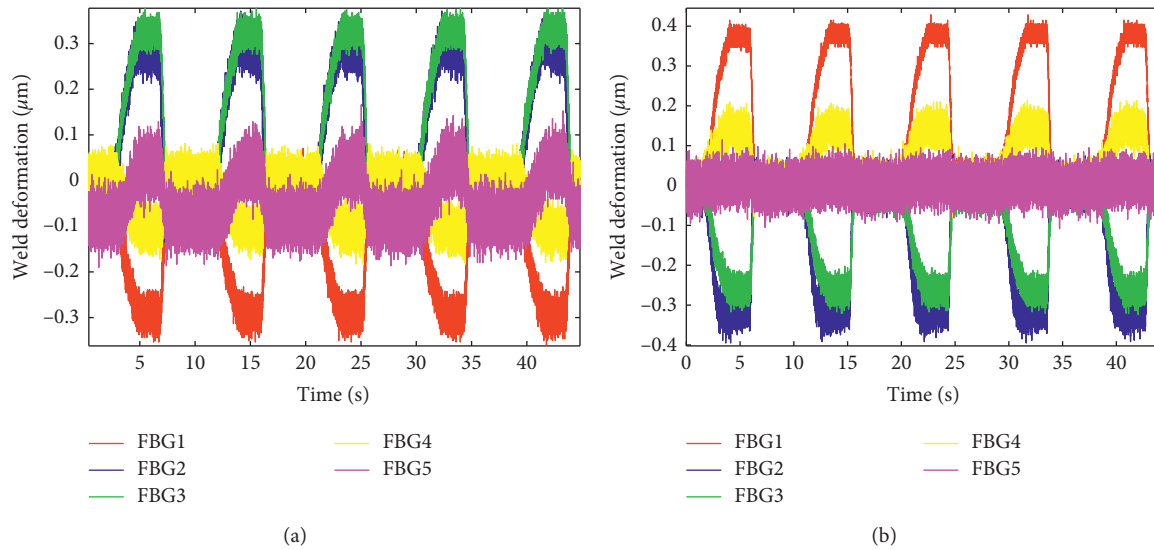 Weld deformation (μm)
0.3
0.2
0.1
0
–0.1
–0.2
–0.3
5
10
15
20
25
30
35
40
Time (s)
FBG1
FBG2
FBG3
FBG4
FBG5
(a)
Weld deformation (μm)
0.4
0.3
0.2
0.1
0
–0.1
–0.2
–0.3
–0.4
0
5
10
15
20
25
30
35
40
Time (s)
FBG1
FBG2
FBG3
FBG4
FBG5
(b)